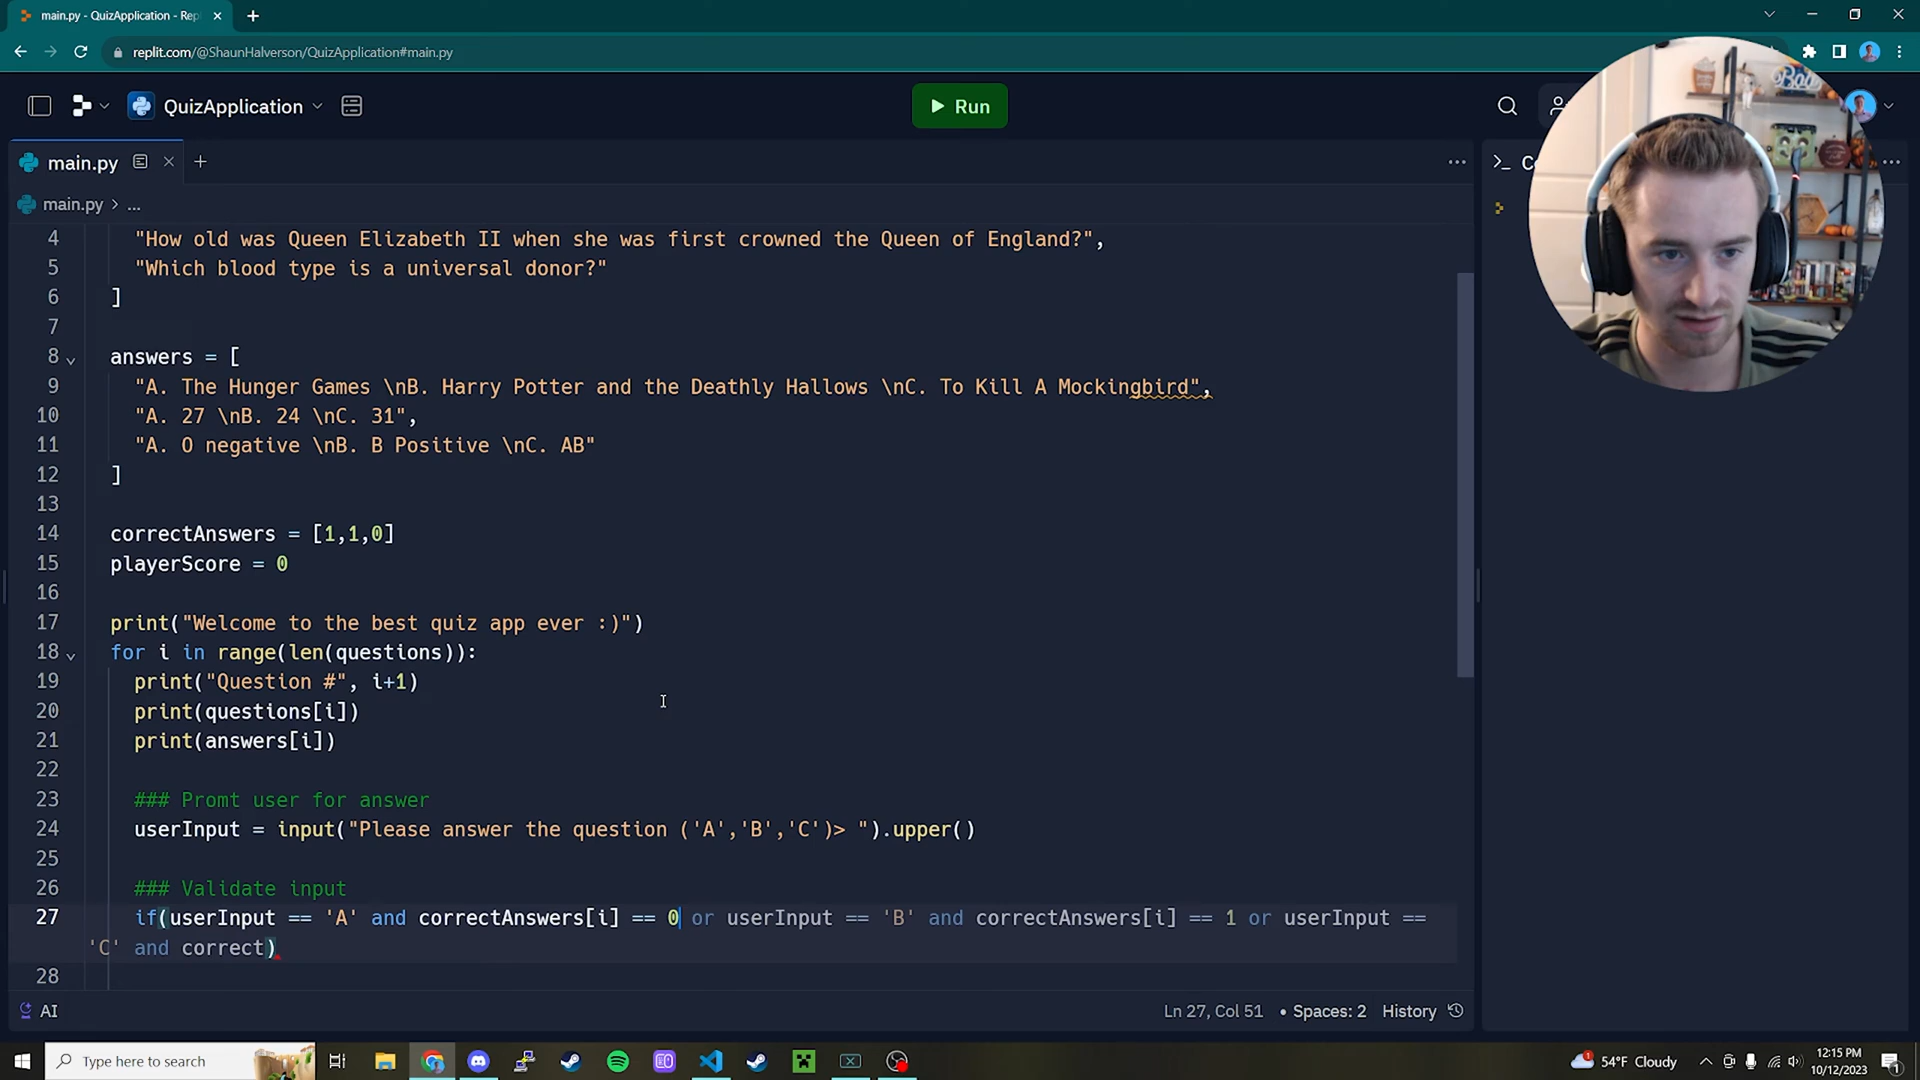 main.py - QuizApplication - Repl
replit.com/@ShaunHalverson/QuizApplication#main.py
QuizApplication
Run
main.py
main.py > ...
4 "How old was Queen Elizabeth II when she was first crowned the Queen of England?",
5 "Which blood type is a universal donor?"
6 ]
7
8 answers = [
9 "A. The Hunger Games \nB. Harry Potter and the Deathly Hallows \nC. To Kill A Mockingbird",
10 "A. 27 \nB. 24 \nC. 31",
11 "A. O negative \nB. B Positive \nC. AB"
12 ]
13
14 correctAnswers = [1,1,0]
15 playerScore = 0
16
17 print("Welcome to the best quiz app ever :)")
18 for i in range(len(questions)):
19 print("Question #", i+1)
20 print(questions[i])
21 print(answers[i])
22
23 ### Promt user for answer
24 userInput = input("Please answer the question ('A','B','C')> ").upper()
25
26 ### Validate input
27 if(userInput == 'A' and correctAnswers[i] == 0 or userInput == 'B' and correctAnswers[i] == 1 or userInput ==
'C' and correct)
28
AI
Ln 27, Col 51 • Spaces: 2 History
Type here to search
54°F Cloudy
12:15 PM
10/12/2023